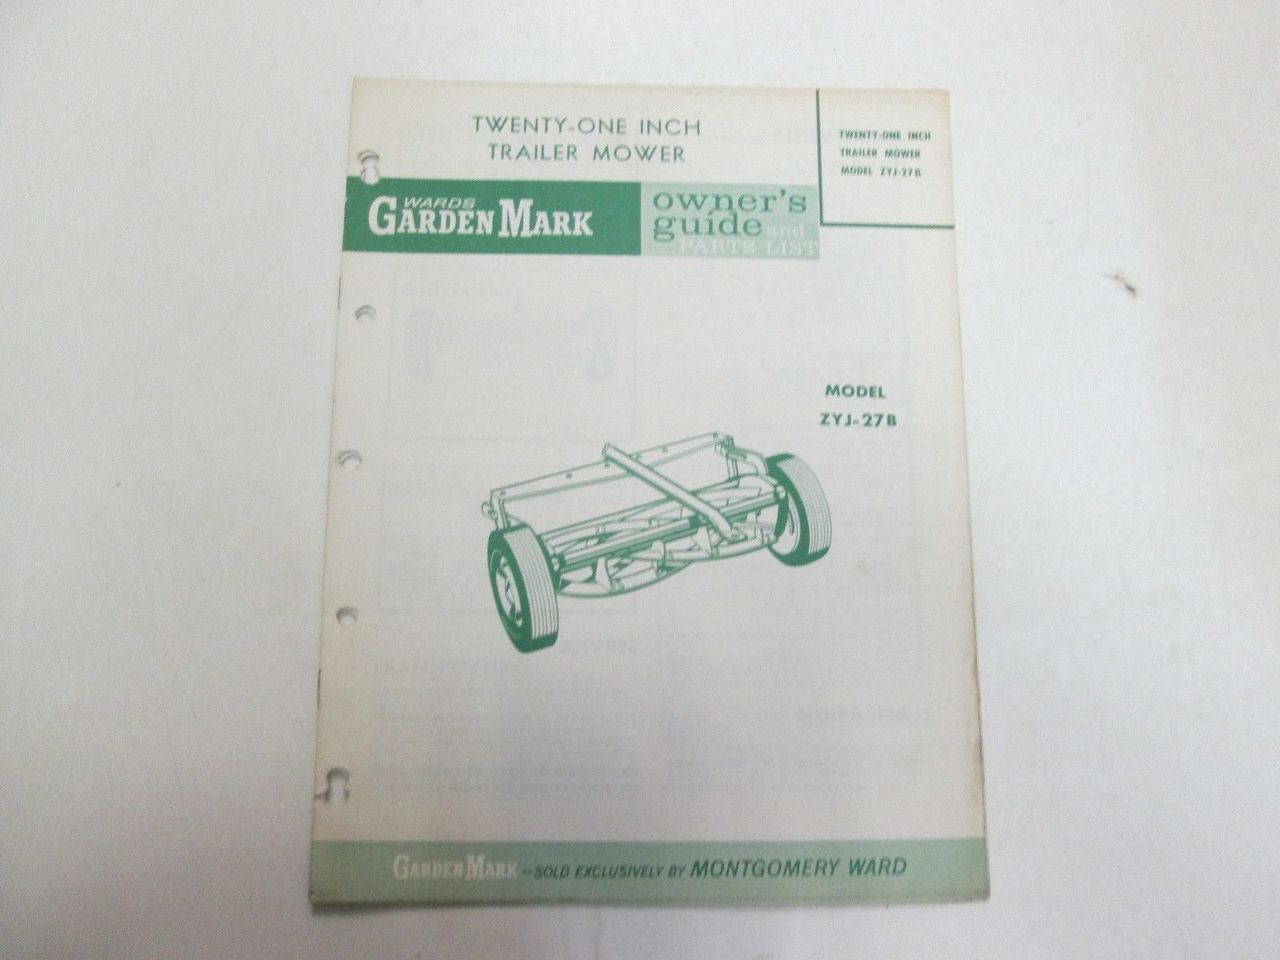 TWENTY-ONE INCH
TRAILER MOWER
TWENTY-ONE INCH
TRAILER MOWER
MODEL ZYJ-27B
WARDS
GARDEN MARK
owner's
guide and
PARTS LIST
MODEL
ZYJ-27B
GARDEN MARK - SOLD EXCLUSIVELY BY MONTGOMERY WARD